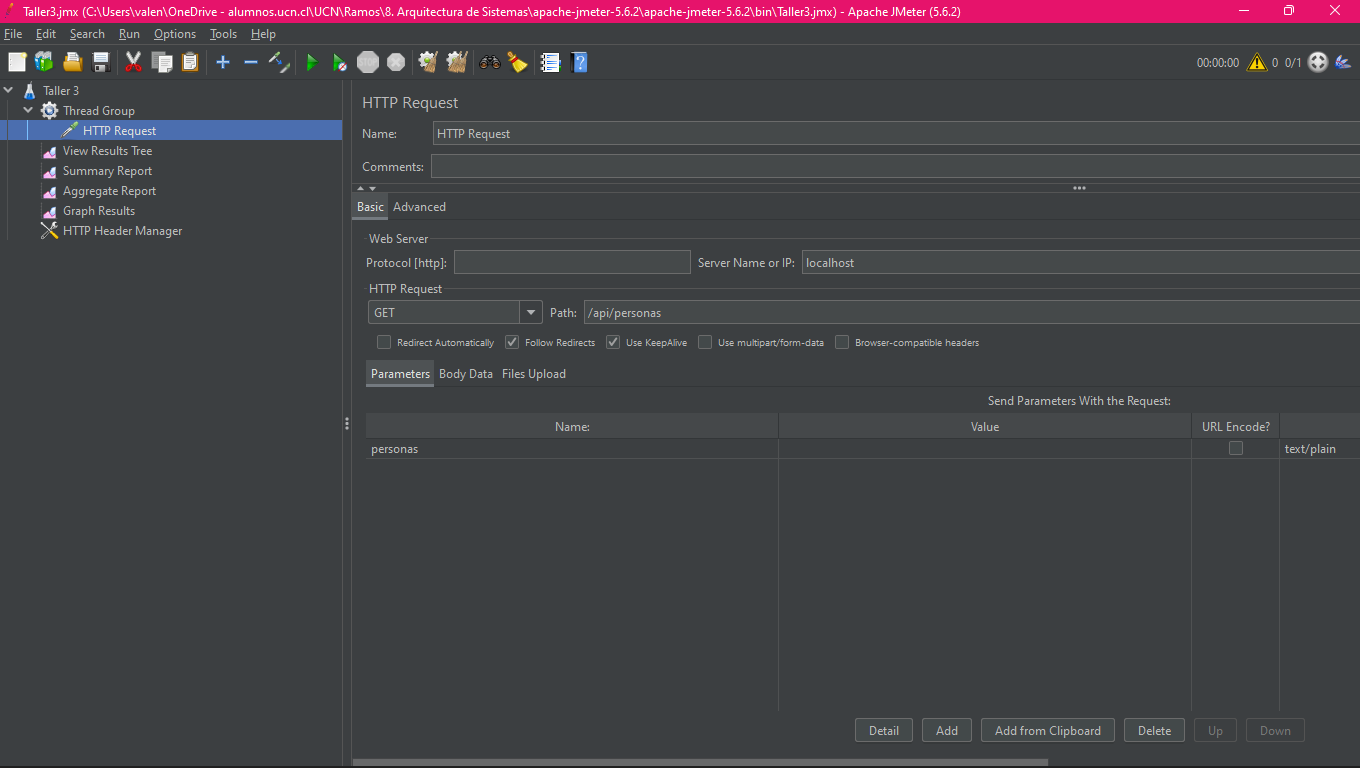 Taller3.jmx (C:\Users\valen\OneDrive - alumnos.ucn.cl\UCN\Ramos\8. Arquitectura de Sistemas\apache-jmeter-5.6.2\apache-jmeter-5.6.2\bin\Taller3.jmx) - Apache JMeter (5.6.2)
File Edit Search Run Options Tools Help
STOP 00:00:00 0 0/1
Taller 3
Thread Group
HTTP Request
View Results Tree
Summary Report
Aggregate Report
Graph Results
HTTP Header Manager
HTTP Request
Name: HTTP Request
Comments:
Basic Advanced
Web Server
Protocol [http]: Server Name or IP: localhost
HTTP Request
GET Path: /api/personas
Redirect Automatically Follow Redirects Use KeepAlive Use multipart/form-data Browser-compatible headers
Parameters Body Data Files Upload
Send Parameters With the Request:
Name: Value URL Encode?
personas text/plain
Detail Add Add from Clipboard Delete Up Down